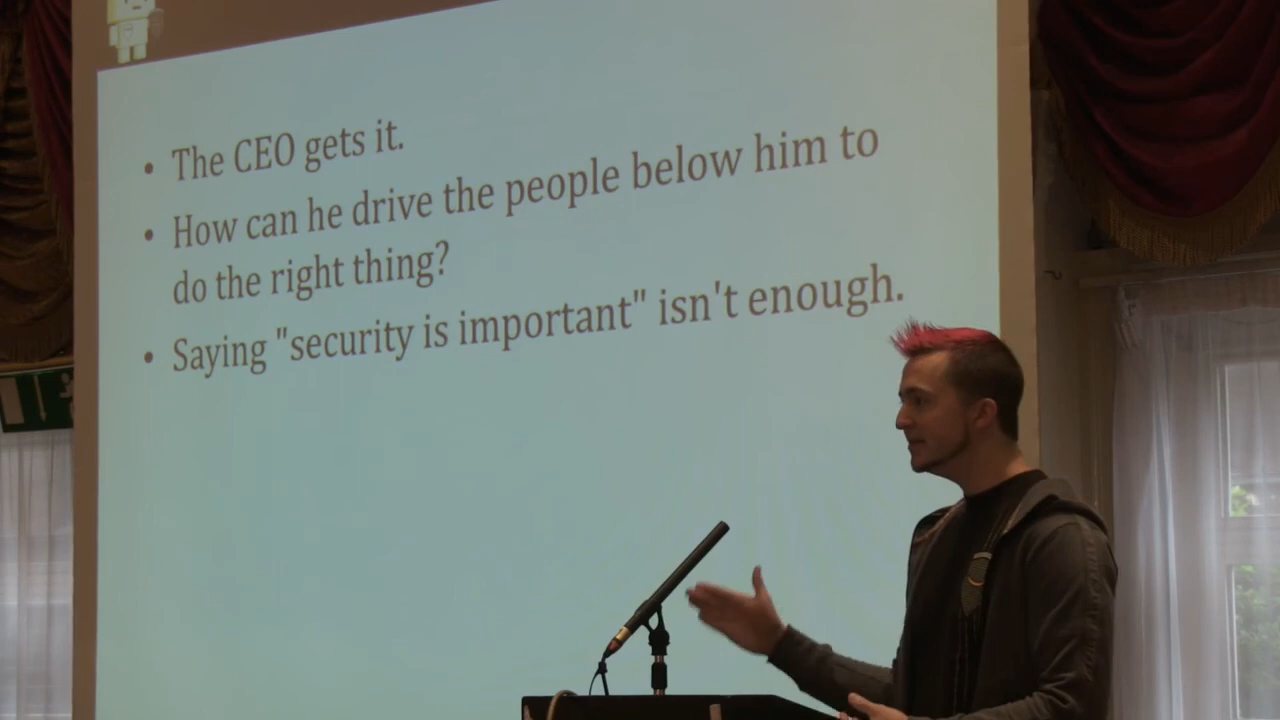 • The CEO gets it.
• How can he drive the people below him to
do the right thing?
• Saying "security is important" isn't enough.